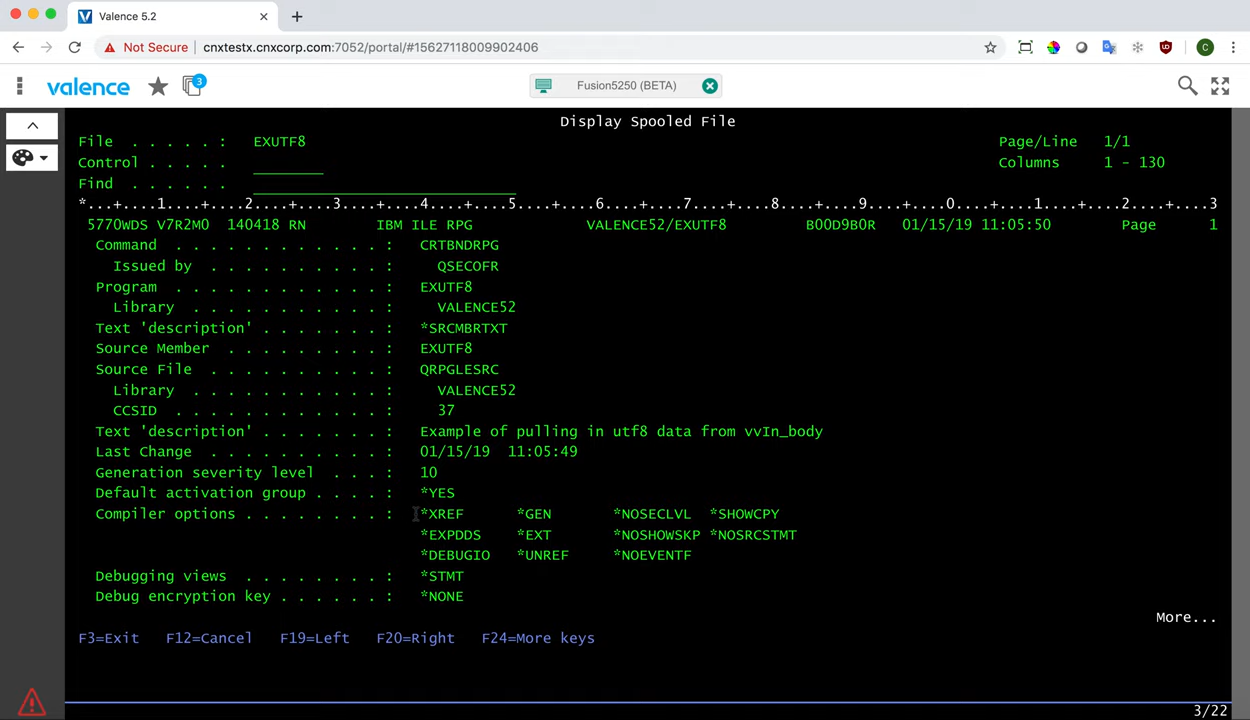 Valence 5.2
Not Secure | cnxtestx.cnxcorp.com:7052/portal/#15627118009902406
C
valence 3 Fusion5250 (BETA)
Display Spooled File
File . . . . . : EXUTF8 Page/Line 1/1
Control . . . . . Columns 1 - 130
Find . . . . . .
*...+....1....+....2....+....3....+....4....+....5....+....6....+....7....+....8....+....9....+....0....+....1....+....2....+....3
5770WDS V7R2M0 140418 RN IBM ILE RPG VALENCE52/EXUTF8 B00D9B0R 01/15/19 11:05:50 Page 1
Command . . . . . . . . . . . . : CRTBNDRPG
Issued by . . . . . . . . . . : QSECOFR
Program . . . . . . . . . . . . : EXUTF8
Library . . . . . . . . . . . : VALENCE52
Text 'description' . . . . . . . : *SRCMBRTXT
Source Member . . . . . . . . . : EXUTF8
Source File . . . . . . . . . . : QRPGLESRC
Library . . . . . . . . . . . : VALENCE52
CCSID . . . . . . . . . . . . : 37
Text 'description' . . . . . . . : Example of pulling in utf8 data from vvIn_body
Last Change . . . . . . . . . . : 01/15/19 11:05:49
Generation severity level . . . : 10
Default activation group . . . . : *YES
Compiler options . . . . . . . . : *XREF *GEN *NOSECLVL *SHOWCPY
*EXPDDS *EXT *NOSHOWSKP *NOSRCSTMT
*DEBUGIO *UNREF *NOEVENTF
Debugging views . . . . . . . . : *STMT
Debug encryption key . . . . . . : *NONE
More...
F3=Exit F12=Cancel F19=Left F20=Right F24=More keys
3/22